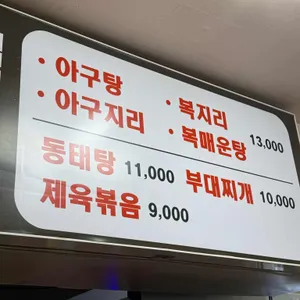 · 아구탕 · 복지리
· 아구지리 · 복매운탕 13,000
동태탕 11,000 부대찌개 10,000
제육볶음 9,000